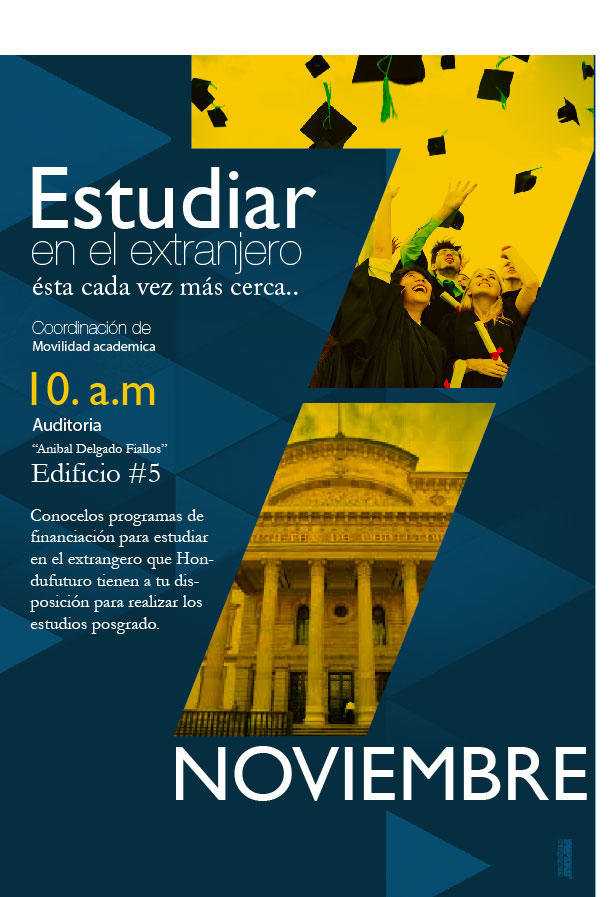 7
Estudiar
en el extranjero
ésta cada vez más cerca..
Coordinación de
Movilidad academica
10. a.m
Auditoria
“Anibal Delgado Fiallos”
Edificio #5
Conocelos programas de
financiación para estudiar
en el extrangero que Hon-
dufuturo tienen a tu dis-
posición para realizar los
estudios posgrado.
NOVIEMBRE